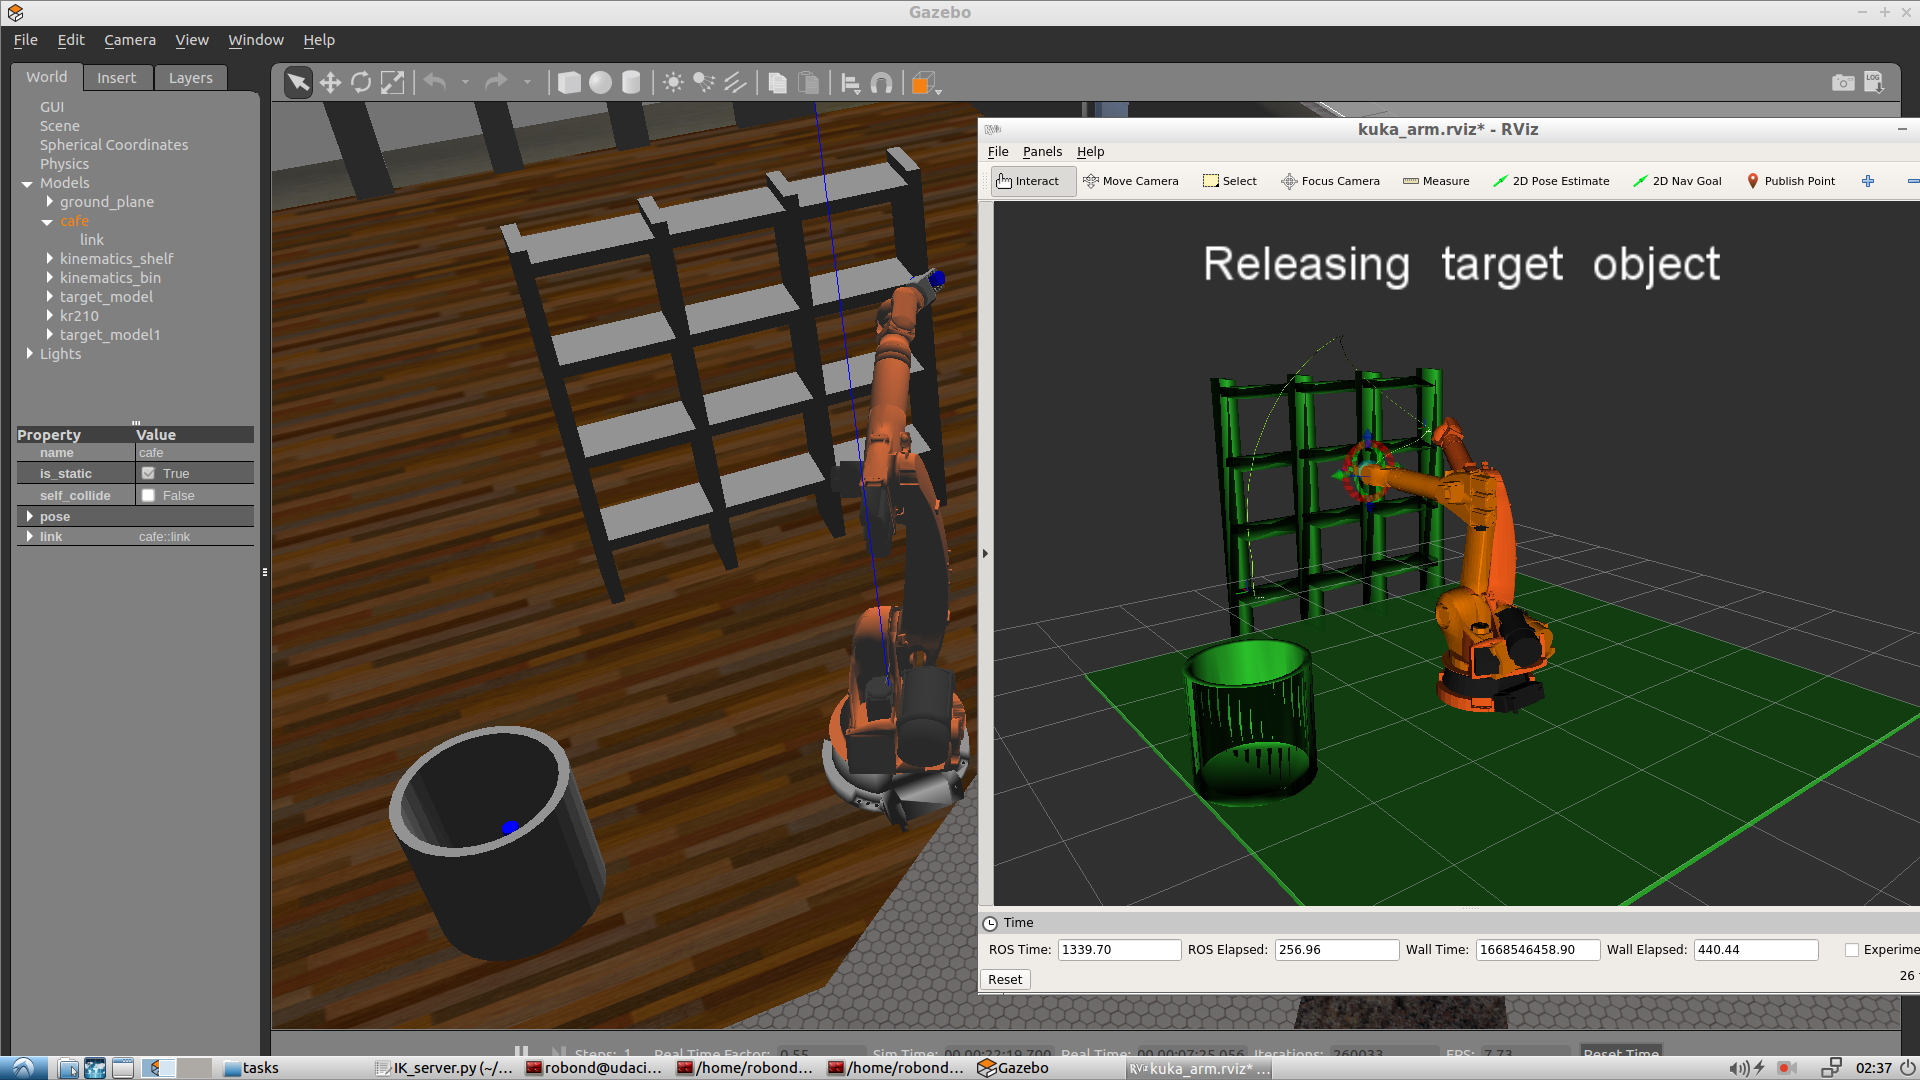 Gazebo
File Edit Camera View Window Help
World Insert Layers
GUI
Scene
Spherical Coordinates
Physics
Models
ground_plane
cafe
link
kinematics_shelf
kinematics_bin
target_model
kr210
target_model1
Lights
Property Value
name cafe
is_static True
self_collide False
pose
link cafe::link
LOG
RViz kuka_arm.rviz* - RViz
File Panels Help
Interact Move Camera Select Focus Camera Measure 2D Pose Estimate 2D Nav Goal Publish Point
Releasing target object
Time
ROS Time: 1339.70 ROS Elapsed: 256.96 Wall Time: 1668546458.90 Wall Elapsed: 440.44 Experime
Reset 26
Steps: 1 Real Time Factor: 0.55 Sim Time: 00 00:22:19.700 Real Time: 00 00:07:25.056 Iterations: 260033 FPS: 7.73 Reset Time
tasks IK_server.py (~/... robond@udaci... /home/robond... /home/robond... Gazebo RViz kuka_arm.rviz* ... 02:37